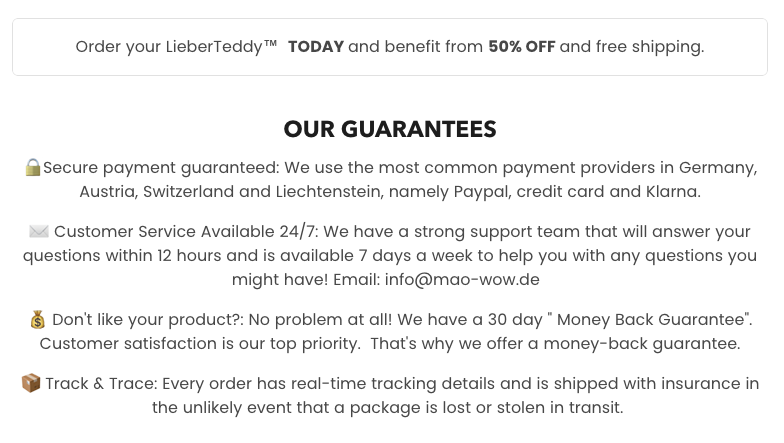 Order your LieberTeddy™ TODAY and benefit from 50% OFF and free shipping.
OUR GUARANTEES
🔒Secure payment guaranteed: We use the most common payment providers in Germany,
Austria, Switzerland and Liechtenstein, namely Paypal, credit card and Klarna.
✉️ Customer Service Available 24/7: We have a strong support team that will answer your
questions within 12 hours and is available 7 days a week to help you with any questions you
might have! Email: info@mao-wow.de
💰 Don't like your product?: No problem at all! We have a 30 day " Money Back Guarantee".
Customer satisfaction is our top priority.  That's why we offer a money-back guarantee.
📦 Track & Trace: Every order has real-time tracking details and is shipped with insurance in
the unlikely event that a package is lost or stolen in transit.